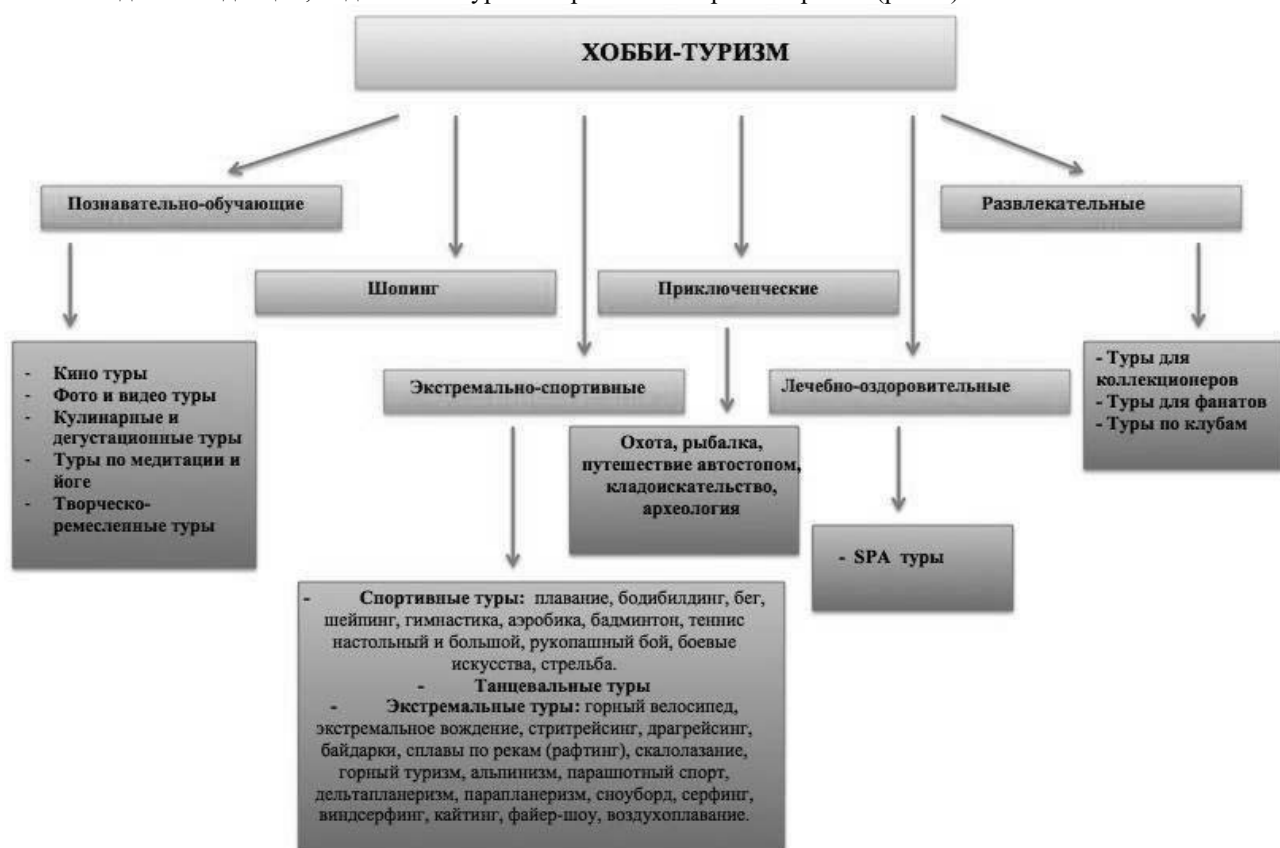 ХОББИ-ТУРИЗМ
Познавательно-обучающие
Развлекательные
Шопинг
Приключенческие
Экстремально-спортивные
Лечебно-оздоровительные
- Кино туры
- Фото и видео туры
- Кулинарные и
дегустационные туры
- Туры по медитации и
йоге
- Творческо-
ремесленные туры
- Туры для
коллекционеров
- Туры для фанатов
- Туры по клубам
Охота, рыбалка,
путешествие автостопом,
кладоискательство,
археология
- SPA туры
- Спортивные туры: плавание, бодибилдинг, бег,
шейпинг, гимнастика, аэробика, бадминтон, теннис
настольный и большой, рукопашный бой, боевые
искусства, стрельба.
- Танцевальные туры
- Экстремальные туры: горный велосипед,
экстремальное вождение, стритрейсинг, драгрейсинг,
байдарки, сплавы по рекам (рафтинг), скалолазание,
горный туризм, альпинизм, парашютный спорт,
дельтапланеризм, парапланеризм, сноуборд, серфинг,
виндсерфинг, кайтинг, файер-шоу, воздухоплавание.